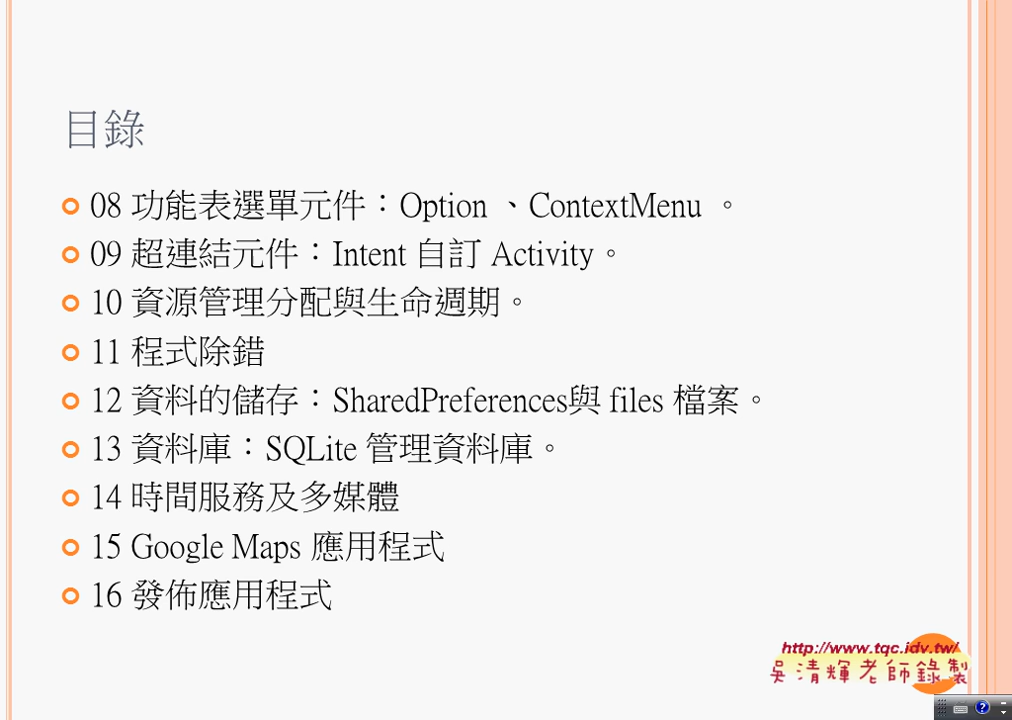 目錄
08 功能表選單元件：Option 、ContextMenu 。
09 超連結元件：Intent 自訂 Activity。
10 資源管理分配與生命週期。
11 程式除錯
12 資料的儲存：SharedPreferences與 files 檔案。
13 資料庫：SQLite 管理資料庫。
14 時間服務及多媒體
15 Google Maps 應用程式
16 發佈應用程式
http://www.tqc.idv.tw/
吳清輝老師錄製